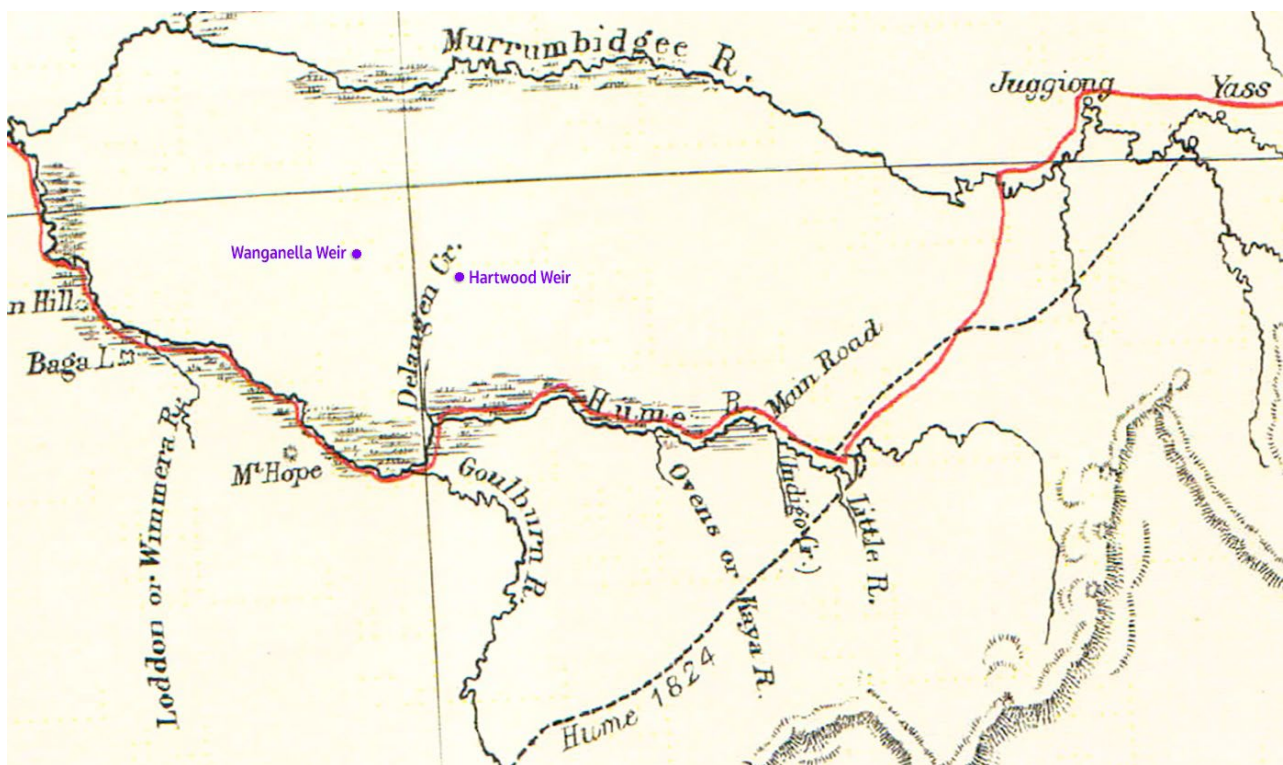 Murrumbidgee R.
Juggiong
Yass
Wanganella Weir
Hartwood Weir
Delangen Cr.
n Hill
Baga L.
Main Road
Hume R.
Mt Hope
Goulburn R.
Loddon or Wimmera R.
Ovens or Kaya R.
(Indigo Cr.)
Little R.
Hume 1824